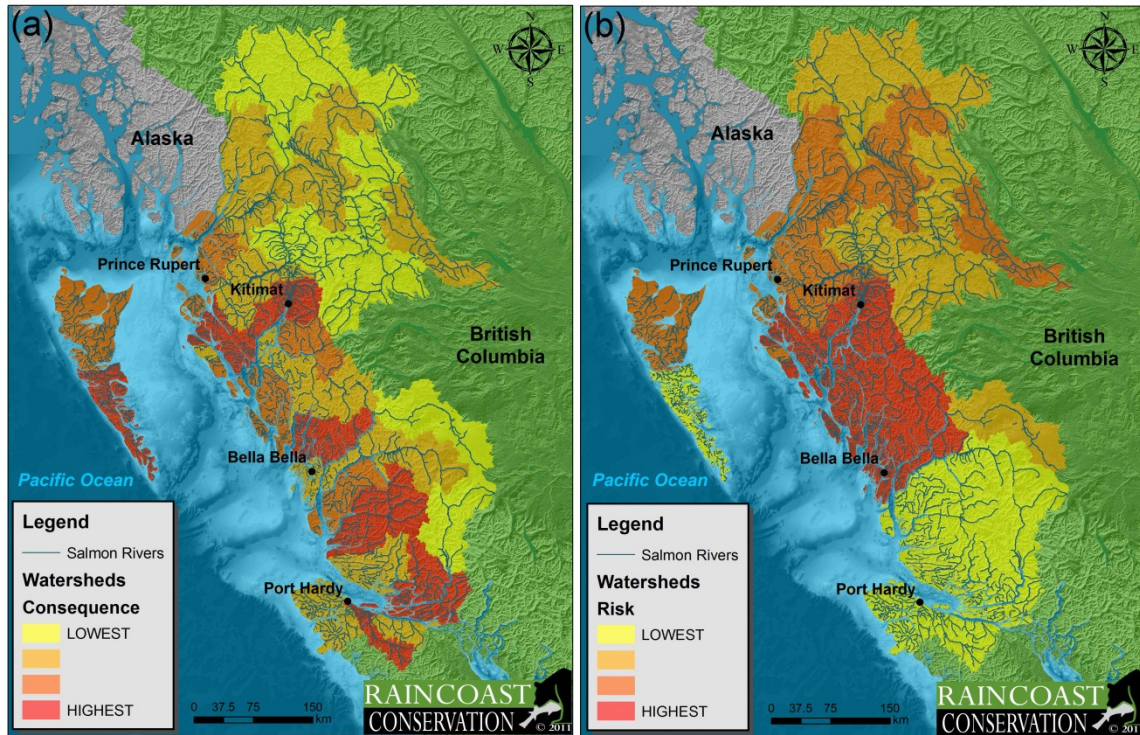 (a)
N
W E
S
Alaska
Prince Rupert
Kitimat
British
Columbia
Bella Bella
Pacific Ocean
Legend
Salmon Rivers
Watersheds
Consequence
LOWEST
HIGHEST
Port Hardy
0 37.5 75 150
km
RAINCOAST
CONSERVATION
© 2011
(b)
N
W E
S
Alaska
Prince Rupert
Kitimat
British
Columbia
Bella Bella
Pacific Ocean
Legend
Salmon Rivers
Watersheds
Risk
LOWEST
HIGHEST
Port Hardy
0 37.5 75 150
km
RAINCOAST
CONSERVATION
© 2011